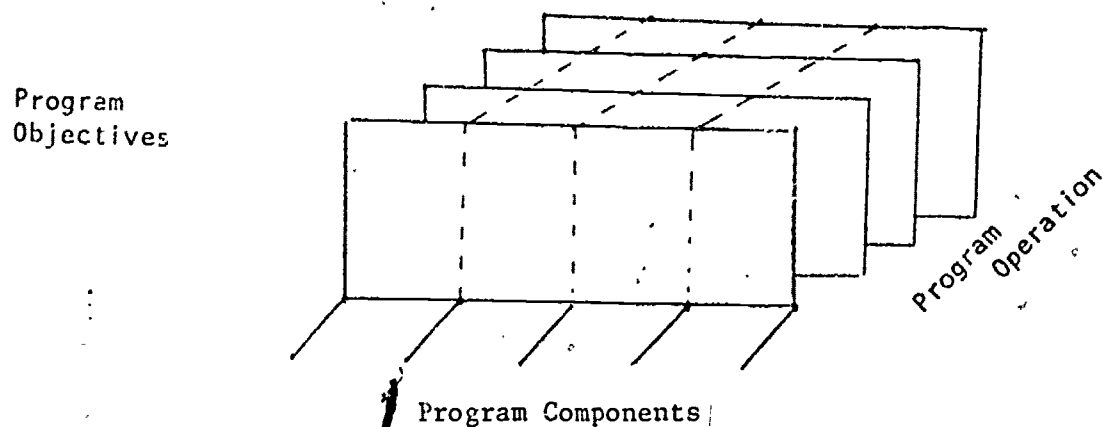 Program
Objectives
Program
Operation
Program Components